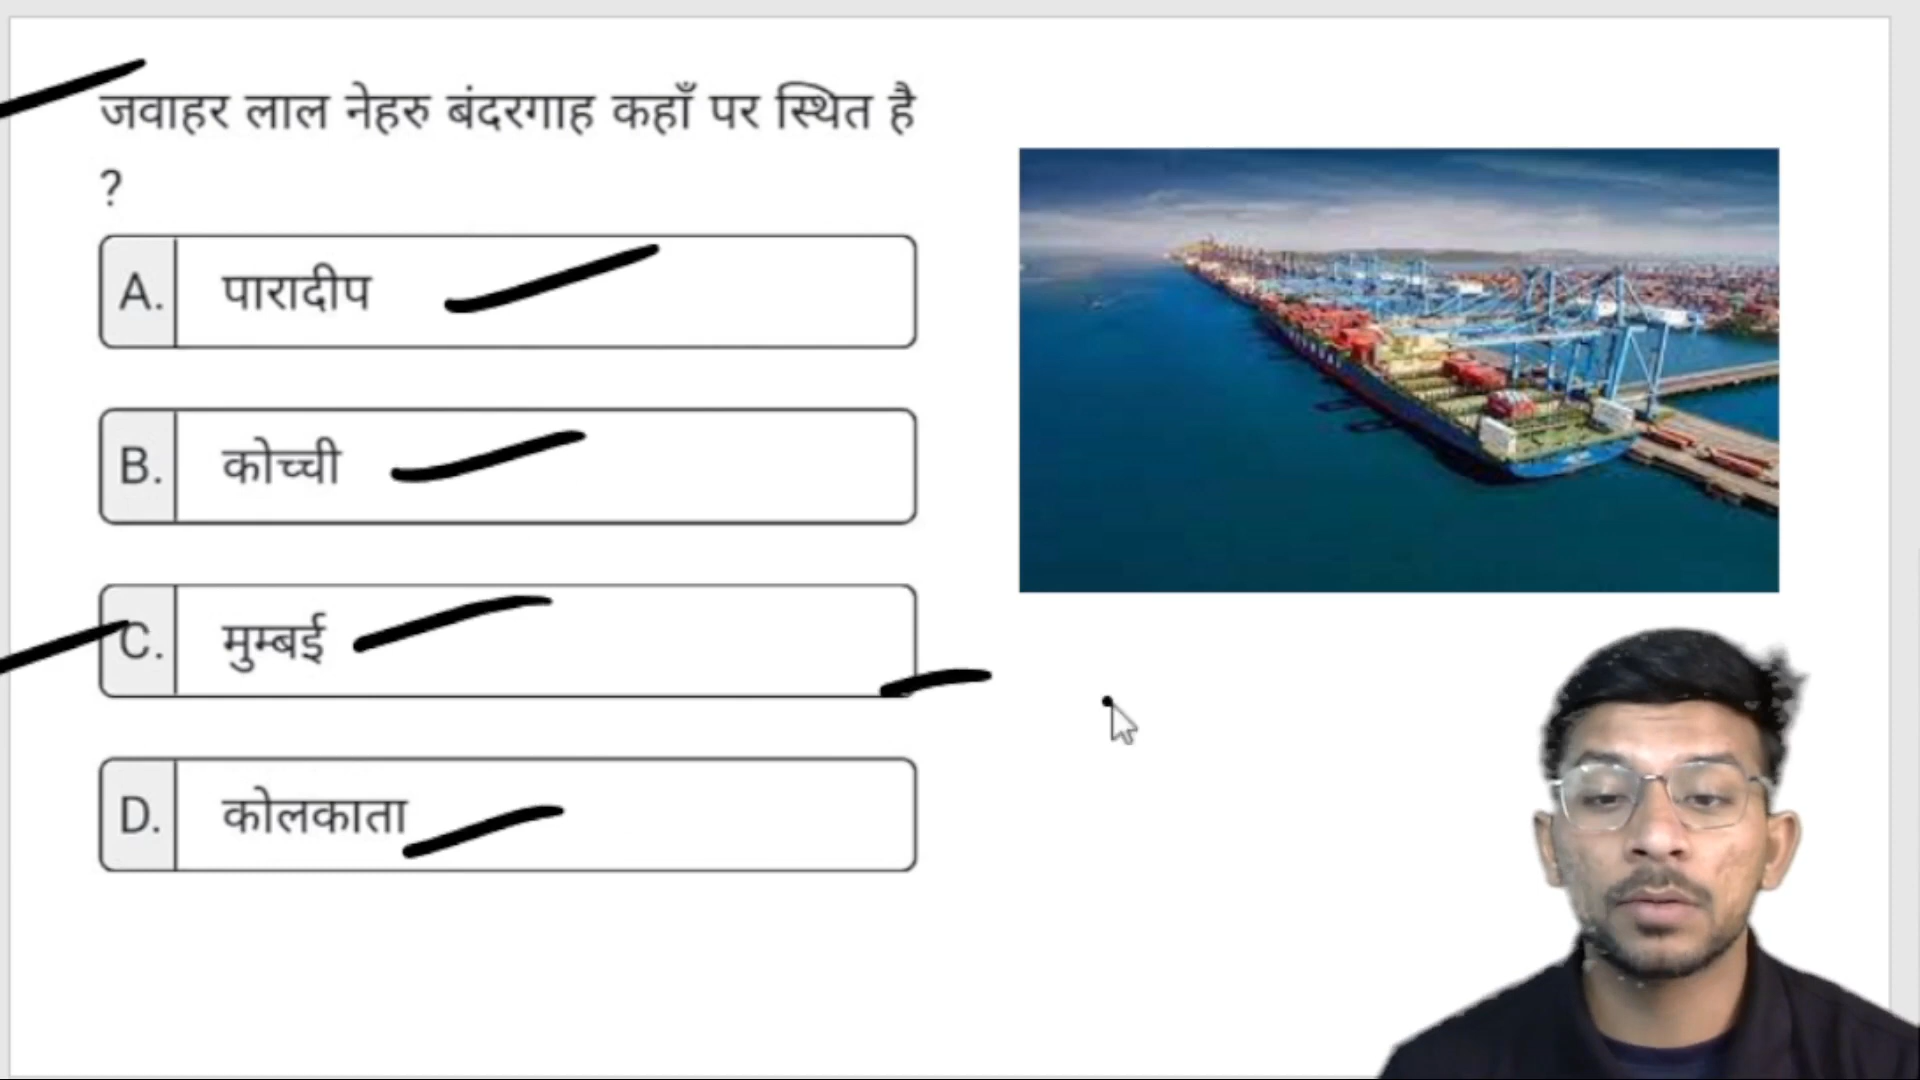 जवाहर लाल नेहरु बंदरगाह कहाँ पर स्थित है
?
A. पारादीप
B. कोच्ची
C. मुम्बई
D. कोलकाता